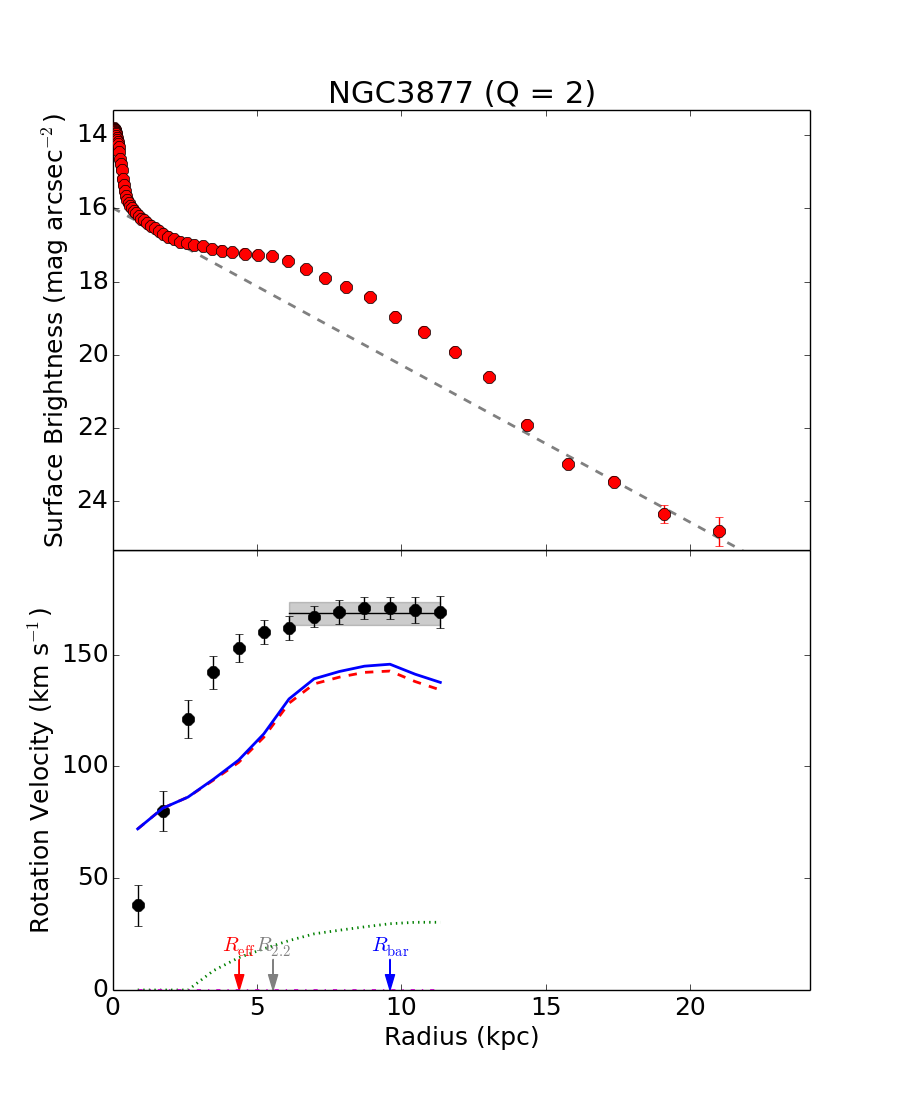 NGC3877 (Q = 2)
14
16
18
20
22
24
Surface Brightness (mag arcsec⁻²)
150
100
50
0
Rotation Velocity (km s⁻¹)
R_eff R_2.2 R_bar
0 5 10 15 20
Radius (kpc)